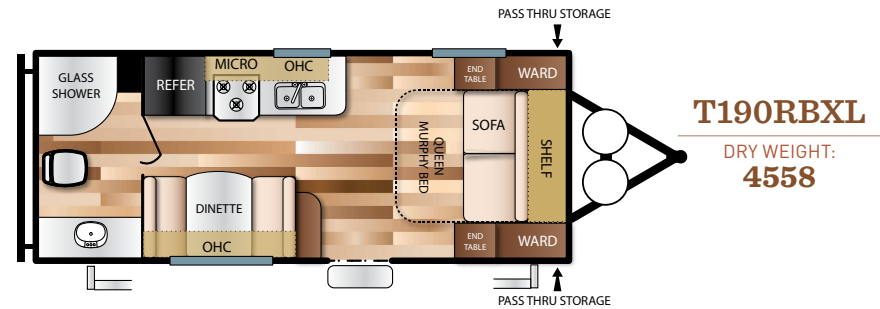 PASS THRU STORAGE
GLASS
SHOWER
REFER
MICRO
OHC
END
TABLE
WARD
SOFA
SHELF
QUEEN
MURPHY BED
DINETTE
OHC
END
TABLE
WARD
PASS THRU STORAGE
T190RBXL
DRY WEIGHT:
4558